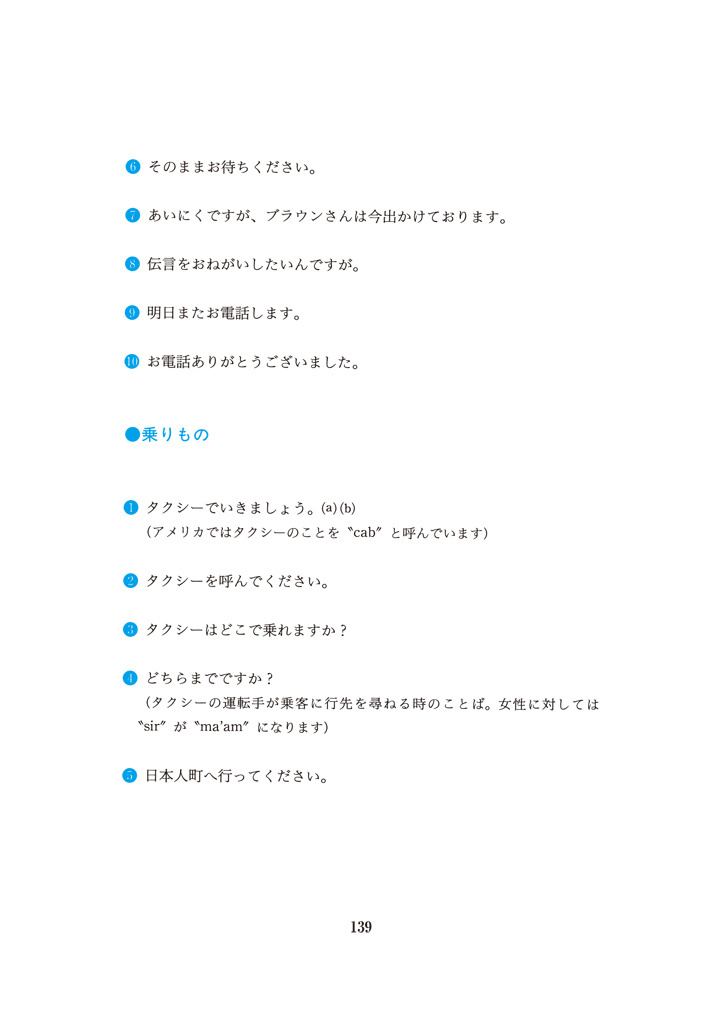 ❻ そのままお待ちください。
❼ あいにくですが、ブラウンさんは今出かけております。
❽ 伝言をおねがいしたいんですが。
❾ 明日またお電話します。
❿ お電話ありがとうございました。
●乗りもの
❶ タクシーでいきましょう。(a)(b)
（アメリカではタクシーのことを〝cab〞と呼んでいます）
❷ タクシーを呼んでください。
❸ タクシーはどこで乗れますか？
❹ どちらまでですか？
（タクシーの運転手が乗客に行先を尋ねる時のことば。女性に対しては
〝sir〞が〝ma’am〞になります）
❺ 日本人町へ行ってください。
139